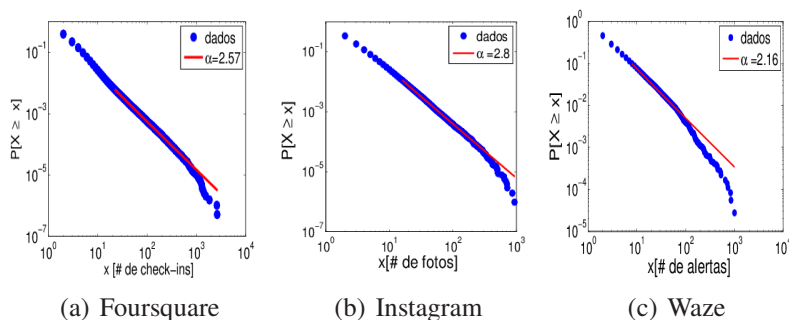 10^-1
10^-3
10^-5
10^-7
P[X ≥ x]
dados
α=2.57
10^0 10^1 10^2 10^3 10^4
x [# de check-ins]
(a) Foursquare
10^-1
10^-3
10^-5
10^-7
P[X ≥ x]
dados
α =2.8
10^0 10^1 10^2 10^3
x[# de fotos]
(b) Instagram
10^0
10^-1
10^-2
10^-3
10^-4
10^-5
P[X ≥ x]
dados
α =2.16
10^0 10^2 10^4
x[# de alertas]
(c) Waze